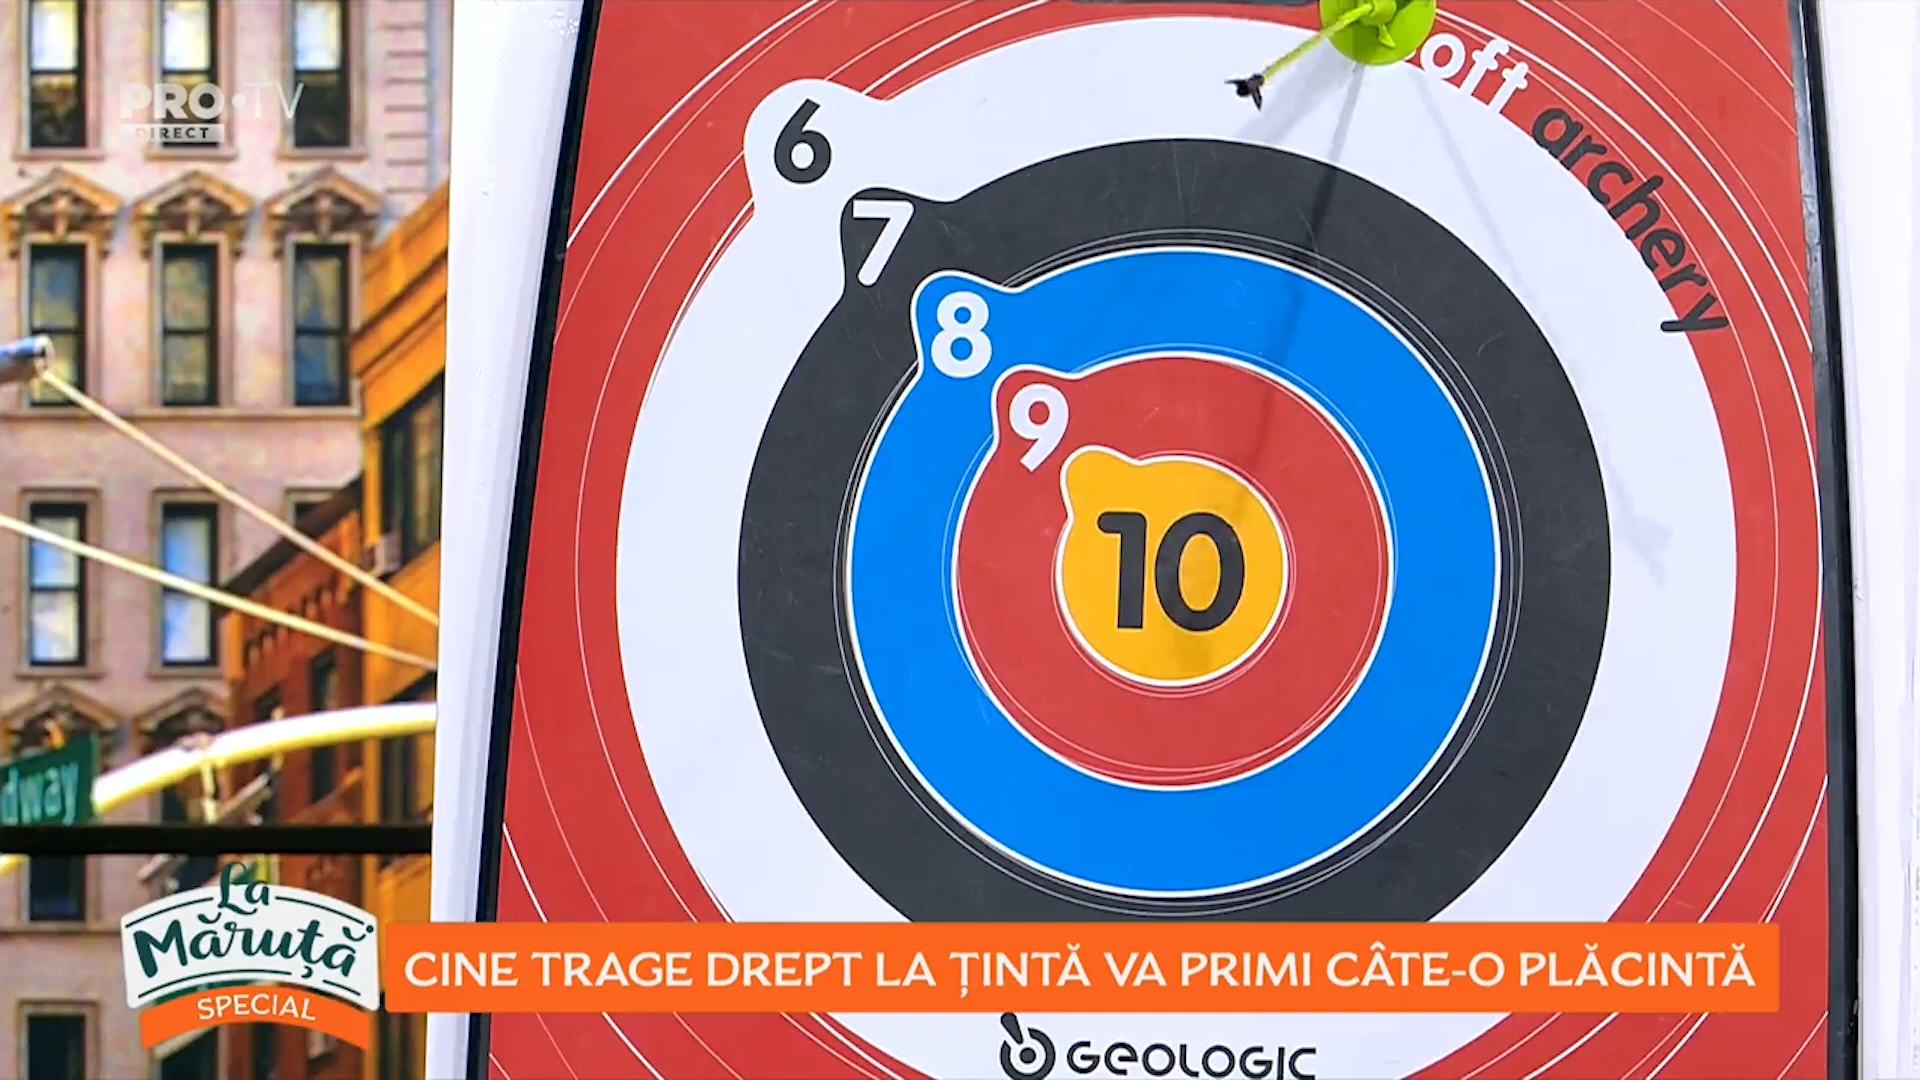 PRO•TV
DIRECT
oft archery
6
7
8
9
10
dway
La
Măruță
SPECIAL
CINE TRAGE DREPT LA ȚINTĂ VA PRIMI CÂTE-O PLĂCINTĂ
GEOLOGIC